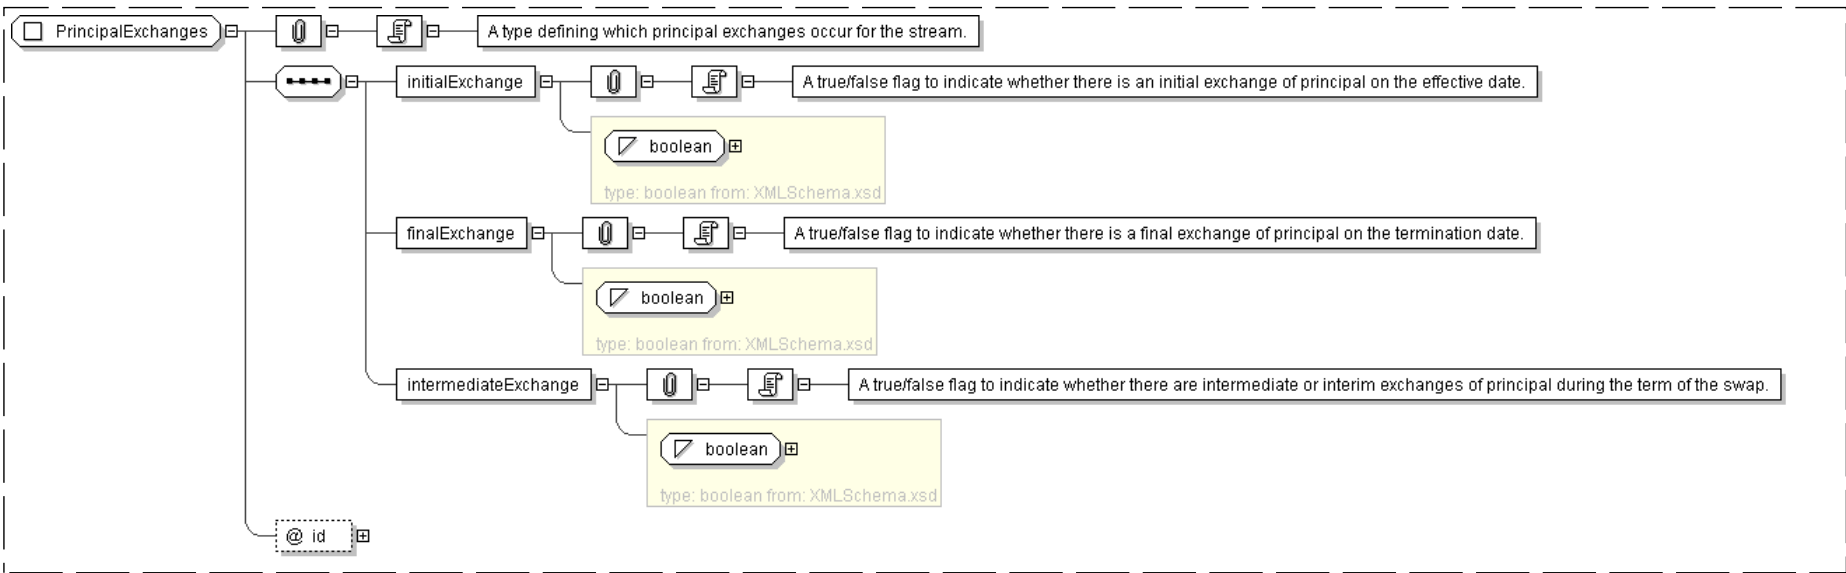 PrincipalExchanges
A type defining which principal exchanges occur for the stream.
initialExchange
A true/false flag to indicate whether there is an initial exchange of principal on the effective date.
boolean
type: boolean from: XMLSchema.xsd
finalExchange
A true/false flag to indicate whether there is a final exchange of principal on the termination date.
boolean
type: boolean from: XMLSchema.xsd
intermediateExchange
A true/false flag to indicate whether there are intermediate or interim exchanges of principal during the term of the swap.
boolean
type: boolean from: XMLSchema.xsd
@ id